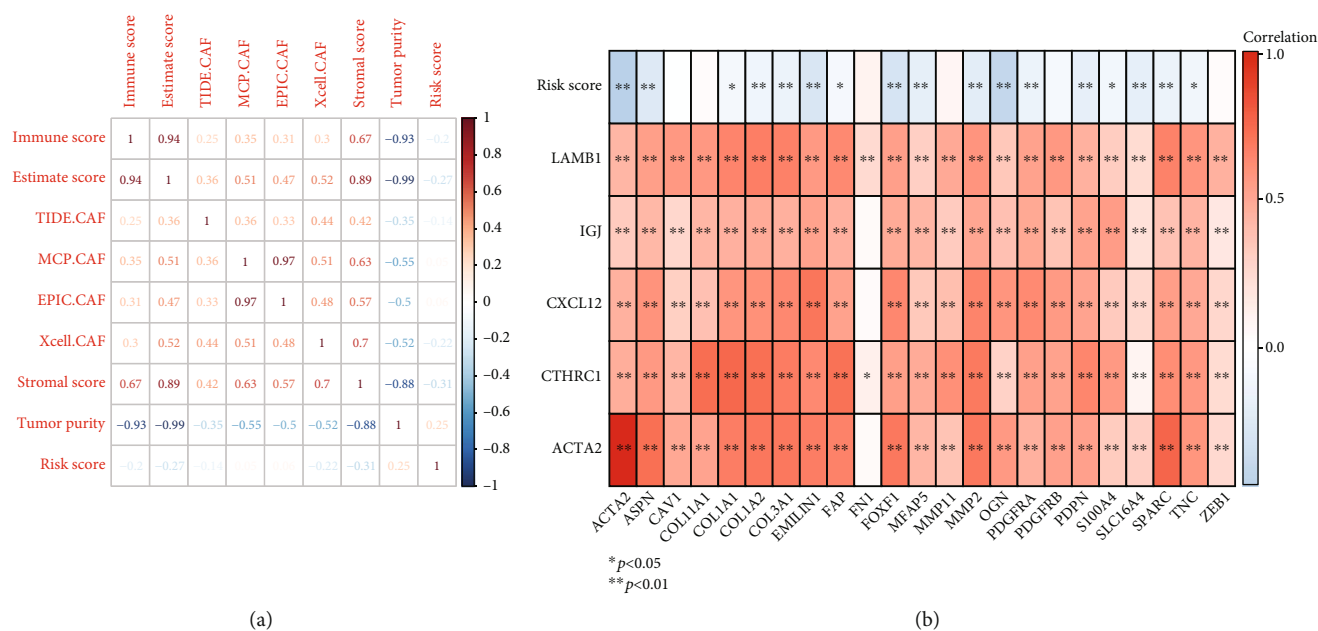 Immune score
Estimate score
TIDE.CAF
MCP.CAF
EPIC.CAF
Xcell.CAF
Stromal score
Tumor purity
Risk score
Immune score 1 0.94 0.25 0.35 0.31 0.3 0.67 −0.93 −0.2
Estimate score 0.94 1 0.36 0.51 0.47 0.52 0.89 −0.99 −0.27
TIDE.CAF 0.25 0.36 1 0.36 0.33 0.44 0.42 −0.35 −0.14
MCP.CAF 0.35 0.51 0.36 1 0.97 0.51 0.63 −0.55
EPIC.CAF 0.31 0.47 0.33 0.97 1 0.48 0.57 −0.5
Xcell.CAF 0.3 0.52 0.44 0.51 0.48 1 0.7 −0.52 −0.22
Stromal score 0.67 0.89 0.42 0.63 0.57 0.7 1 −0.88 −0.31
Tumor purity −0.93 −0.99 −0.35 −0.55 −0.5 −0.52 −0.88 1 0.25
Risk score −0.2 −0.27 −0.14 −0.22 −0.31 0.25 1
1
0.8
0.6
0.4
0.2
0
−0.2
−0.4
−0.6
−0.8
−1
(a)
Correlation
1.0
0.5
0.0
Risk score ** ** * ** ** ** * ** ** ** ** ** ** * ** ** *
LAMB1 ** ** ** ** ** ** ** ** ** ** ** ** ** ** ** ** ** ** ** ** ** ** **
IGJ ** ** ** ** ** ** ** ** ** ** ** ** ** ** ** ** ** ** ** ** ** **
CXCL12 ** ** ** ** ** ** ** ** ** ** ** ** ** ** ** ** ** ** ** ** ** **
CTHRC1 ** ** ** ** ** ** ** ** ** * ** ** ** ** ** ** ** ** ** ** ** ** **
ACTA2 ** ** ** ** ** ** ** ** ** ** ** ** ** ** ** ** ** ** ** ** ** **
ACTA2
ASPN
CAV1
COL11A1
COL1A1
COL1A2
COL3A1
EMILIN1
FAP
FN1
FOXF1
MFAP5
MMP11
MMP2
OGN
PDGFRA
PDGFRB
PDPN
S100A4
SLC16A4
SPARC
TNC
ZEB1
* p<0.05
** p<0.01
(b)